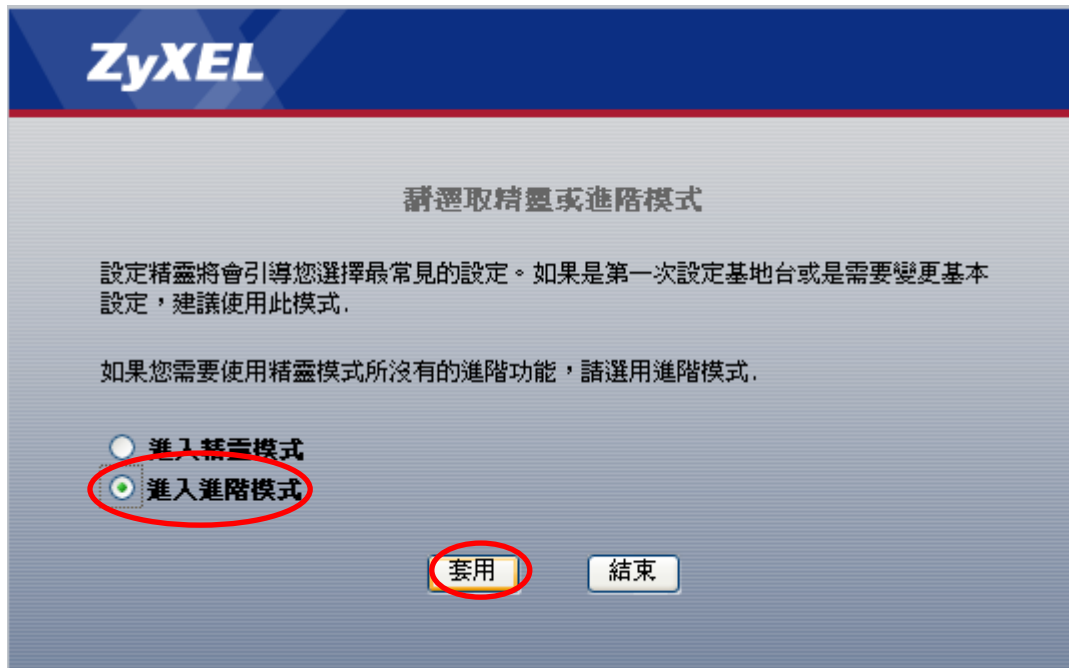 ZyXEL
請選取精靈或進階模式
設定精靈將會引導您選擇最常見的設定。如果是第一次設定基地台或是需要變更基本
設定，建議使用此模式.
如果您需要使用精靈模式所沒有的進階功能，請選用進階模式.
進入精靈模式
進入進階模式
套用
結束